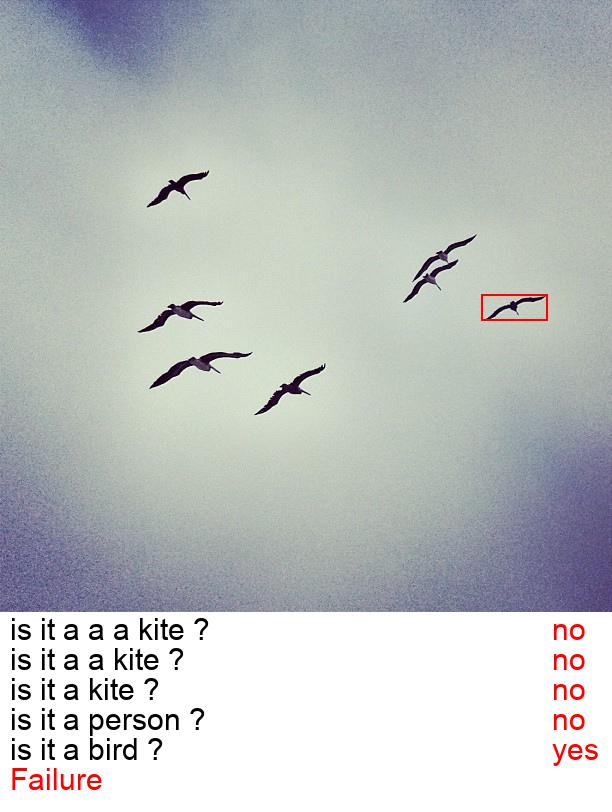 is it a a a kite ? no
is it a a kite ? no
is it a kite ? no
is it a person ? no
is it a bird ? yes
Failure